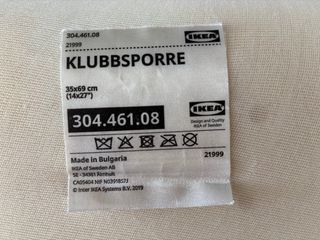 304.461.08
IKEA
21999
KLUBBSPORRE
35x69 cm
(14x27")
304.461.08
IKEA
Design and Quality
IKEA of Sweden
Made in Bulgaria
21999
IKEA of Sweden AB
SE - 34381 Älmhult
© Inter IKEA Systems B.V. 2019